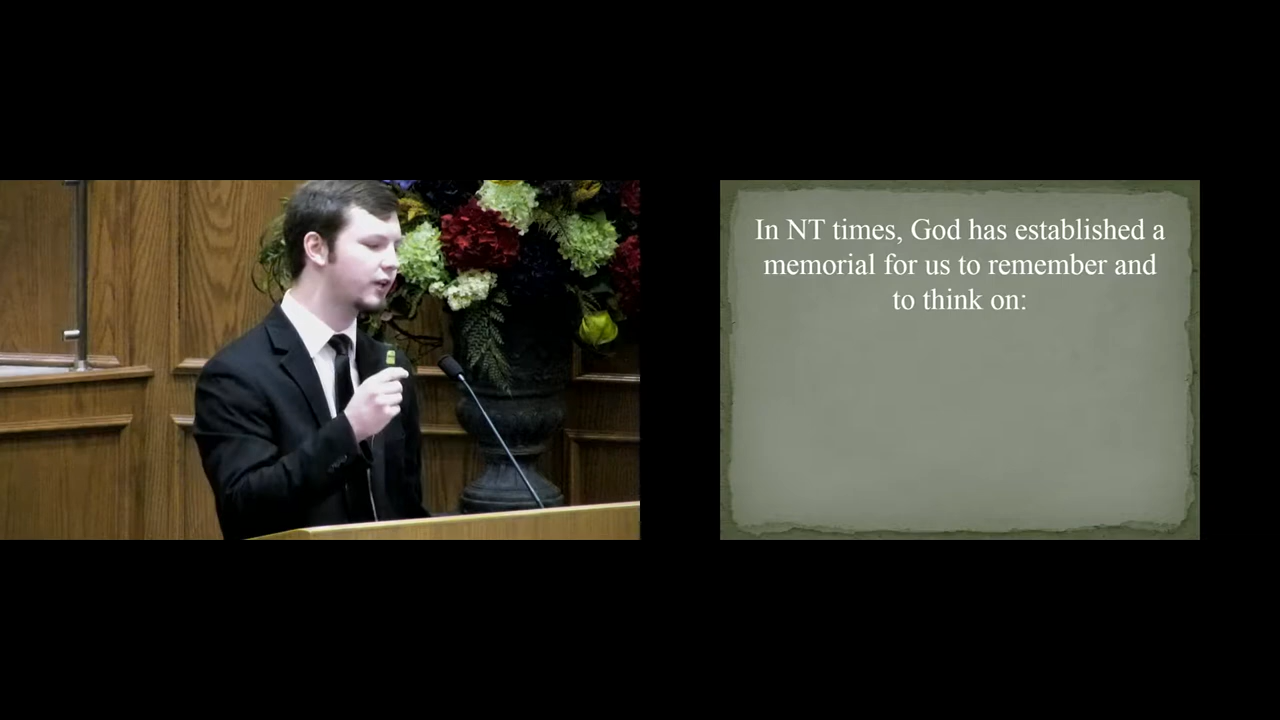 In NT times, God has established a
memorial for us to remember and
to think on: